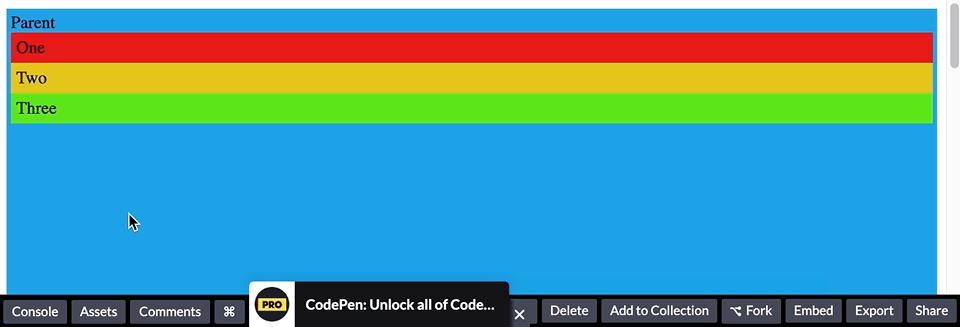 Parent
One
Two
Three
Console
Assets
Comments
⌘
PRO
CodePen: Unlock all of Code...
×
Delete
Add to Collection
⌥ Fork
Embed
Export
Share